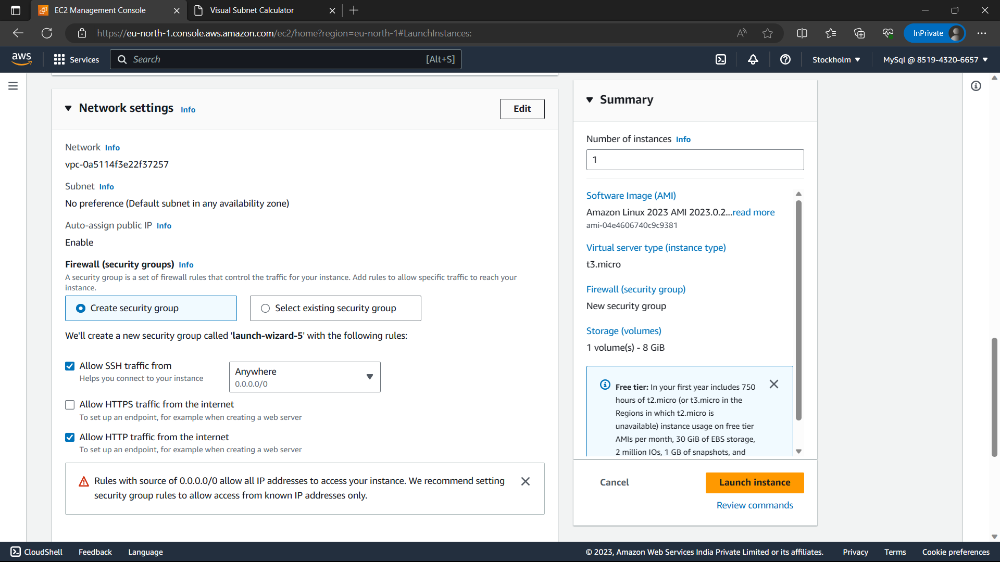 EC2 Management Console
Visual Subnet Calculator
https://eu-north-1.console.aws.amazon.com/ec2/home?region=eu-north-1#LaunchInstances:
InPrivate
aws
Services
Search
[Alt+S]
Stockholm
MySql @ 8519-4320-6657
Network settings Info
Edit
Network Info
vpc-0a5114f3e22f37257
Subnet Info
No preference (Default subnet in any availability zone)
Auto-assign public IP Info
Enable
Firewall (security groups) Info
A security group is a set of firewall rules that control the traffic for your instance. Add rules to allow specific traffic to reach your
instance.
Create security group
Select existing security group
We'll create a new security group called 'launch-wizard-5' with the following rules:
Allow SSH traffic from
Helps you connect to your instance
Anywhere
0.0.0.0/0
Allow HTTPS traffic from the internet
To set up an endpoint, for example when creating a web server
Allow HTTP traffic from the internet
To set up an endpoint, for example when creating a web server
Rules with source of 0.0.0.0/0 allow all IP addresses to access your instance. We recommend setting
security group rules to allow access from known IP addresses only.
Summary
Number of instances Info
1
Software Image (AMI)
Amazon Linux 2023 AMI 2023.0.2...read more
ami-04e4606740c9c9381
Virtual server type (instance type)
t3.micro
Firewall (security group)
New security group
Storage (volumes)
1 volume(s) - 8 GiB
Free tier: In your first year includes 750
hours of t2.micro (or t3.micro in the
Regions in which t2.micro is
unavailable) instance usage on free tier
AMIs per month, 30 GiB of EBS storage,
2 million IOs, 1 GB of snapshots, and
Cancel
Launch instance
Review commands
CloudShell
Feedback
Language
© 2023, Amazon Web Services India Private Limited or its affiliates.
Privacy
Terms
Cookie preferences